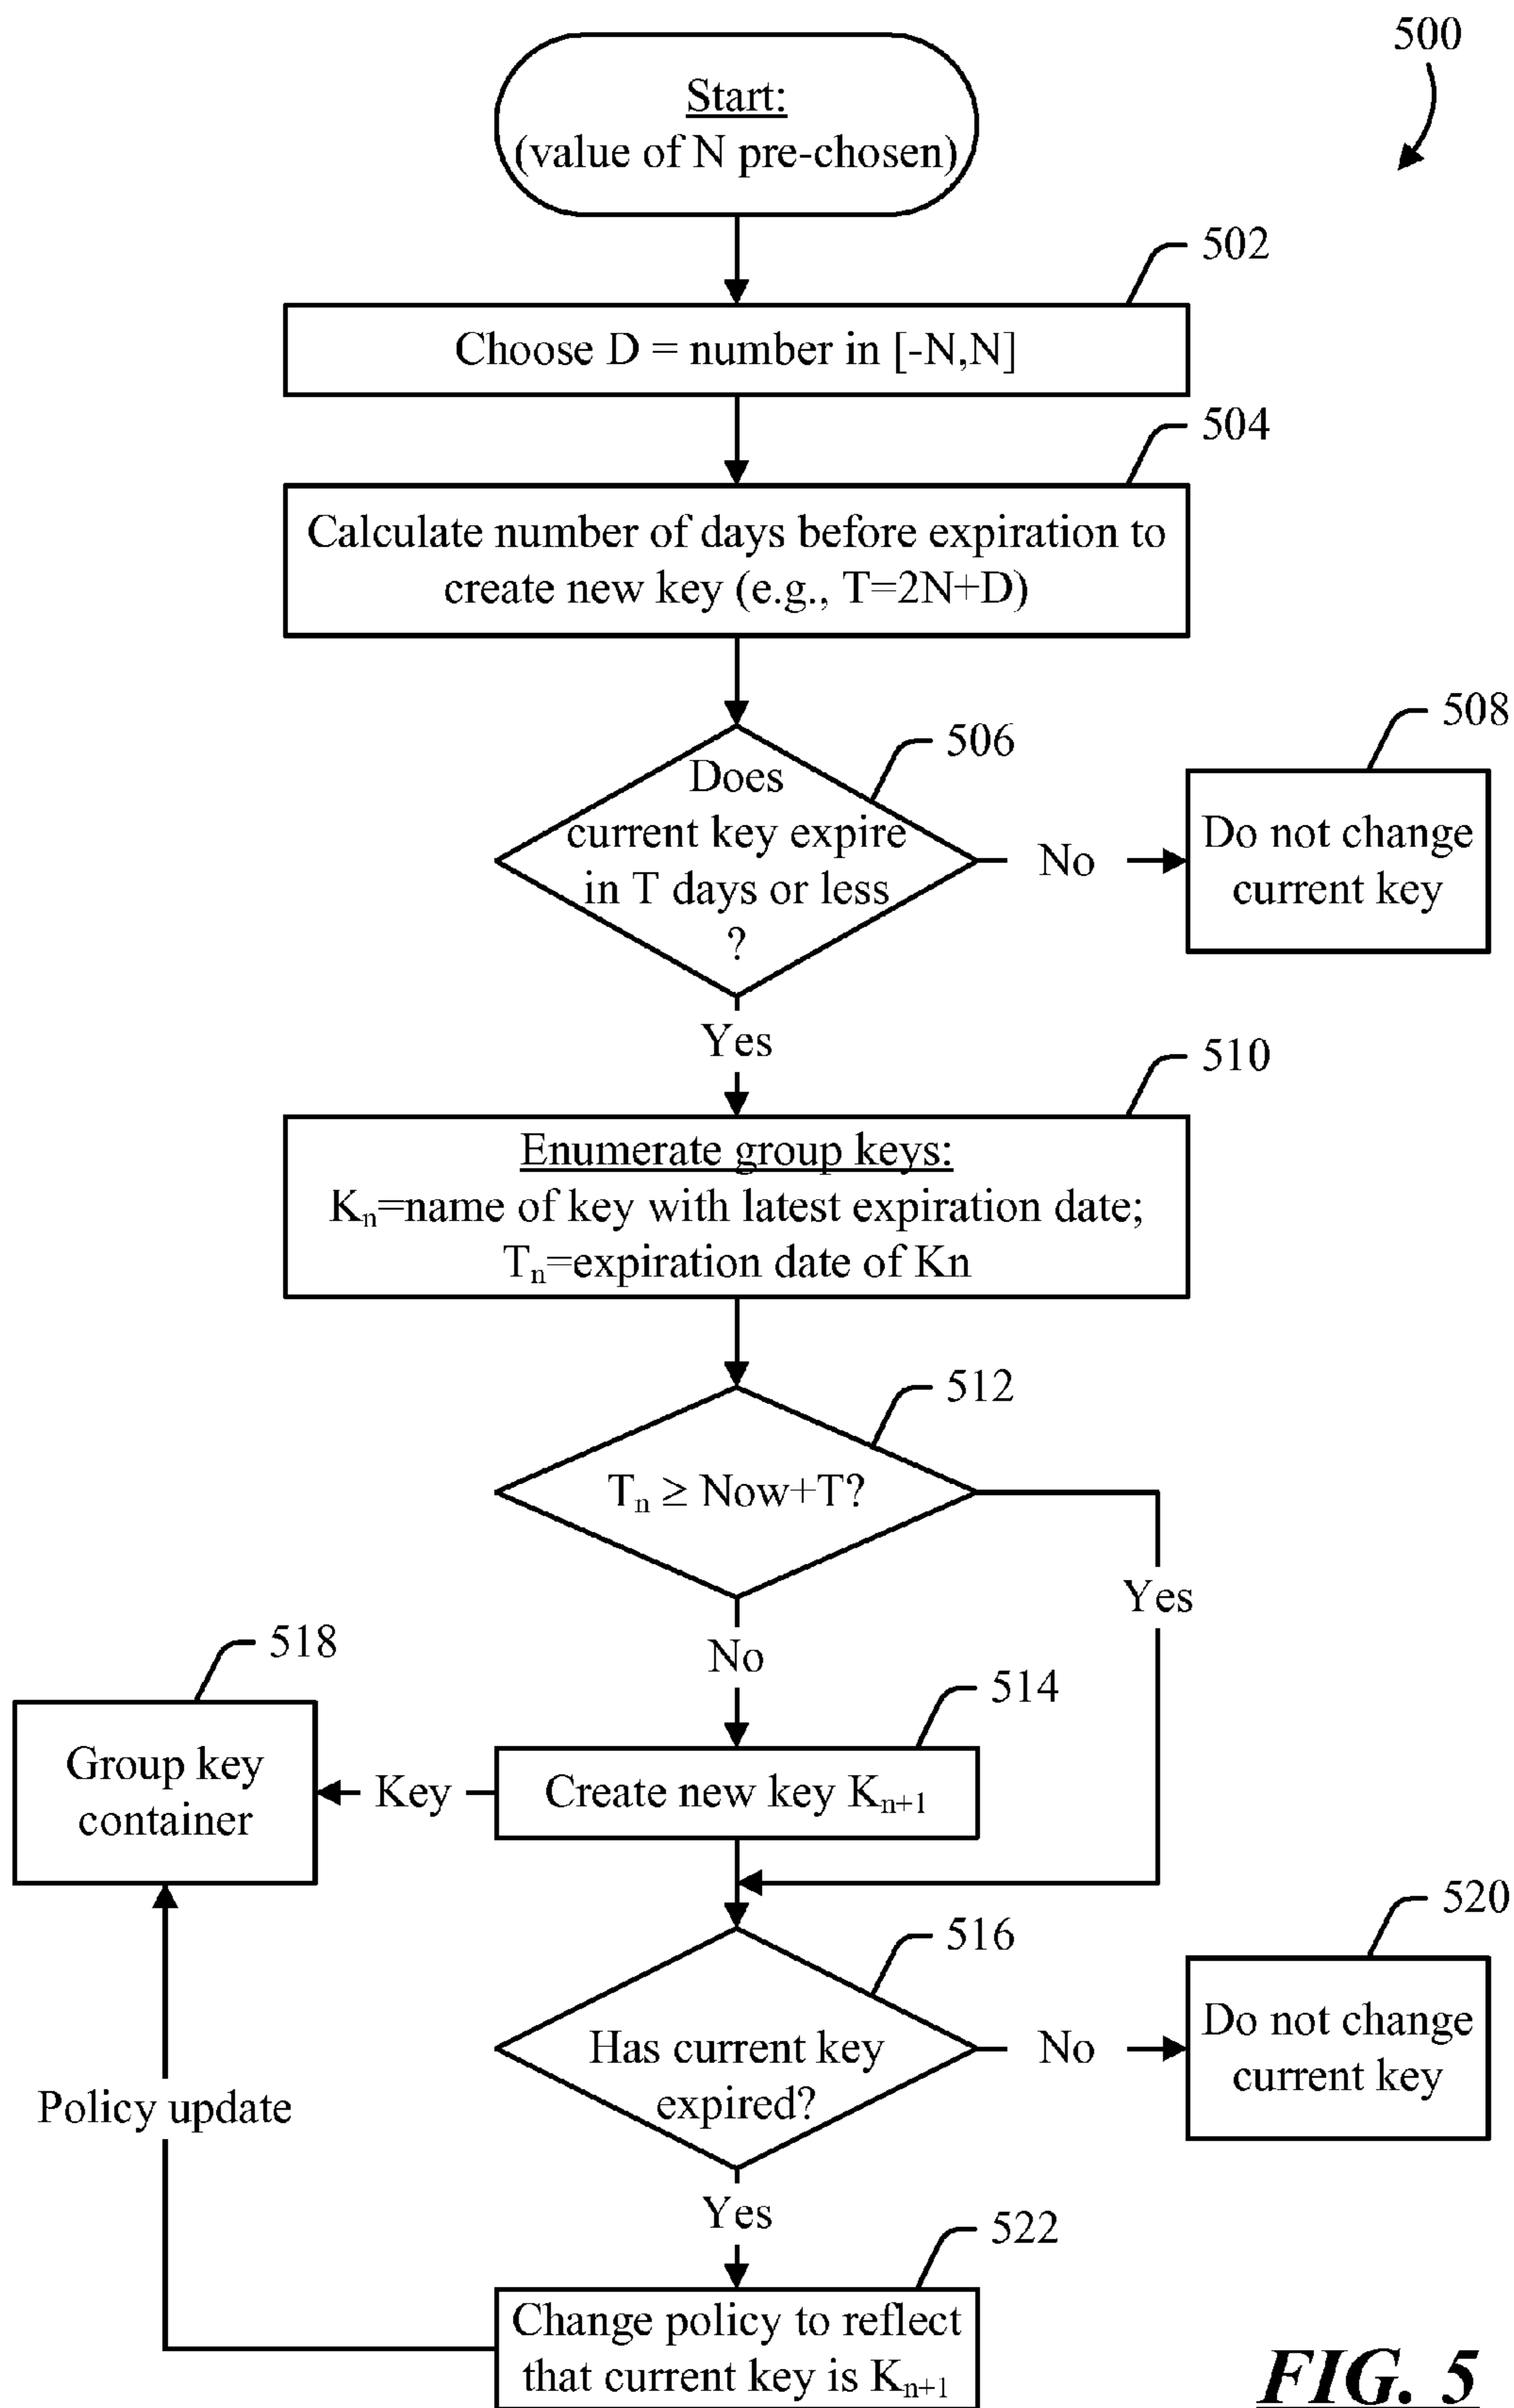 500
Start:
(value of N pre-chosen)
502
Choose D = number in [-N,N]
504
Calculate number of days before expiration to
create new key (e.g., T=2N+D)
506
Does
current key expire
in T days or less
?
No
508
Do not change
current key
Yes
510
Enumerate group keys:
Kn=name of key with latest expiration date;
Tn=expiration date of Kn
512
Tn ≥ Now+T?
Yes
No
518
Group key
container
Key
514
Create new key Kn+1
516
Has current key
expired?
No
520
Do not change
current key
Policy update
Yes
522
Change policy to reflect
that current key is Kn+1
FIG. 5